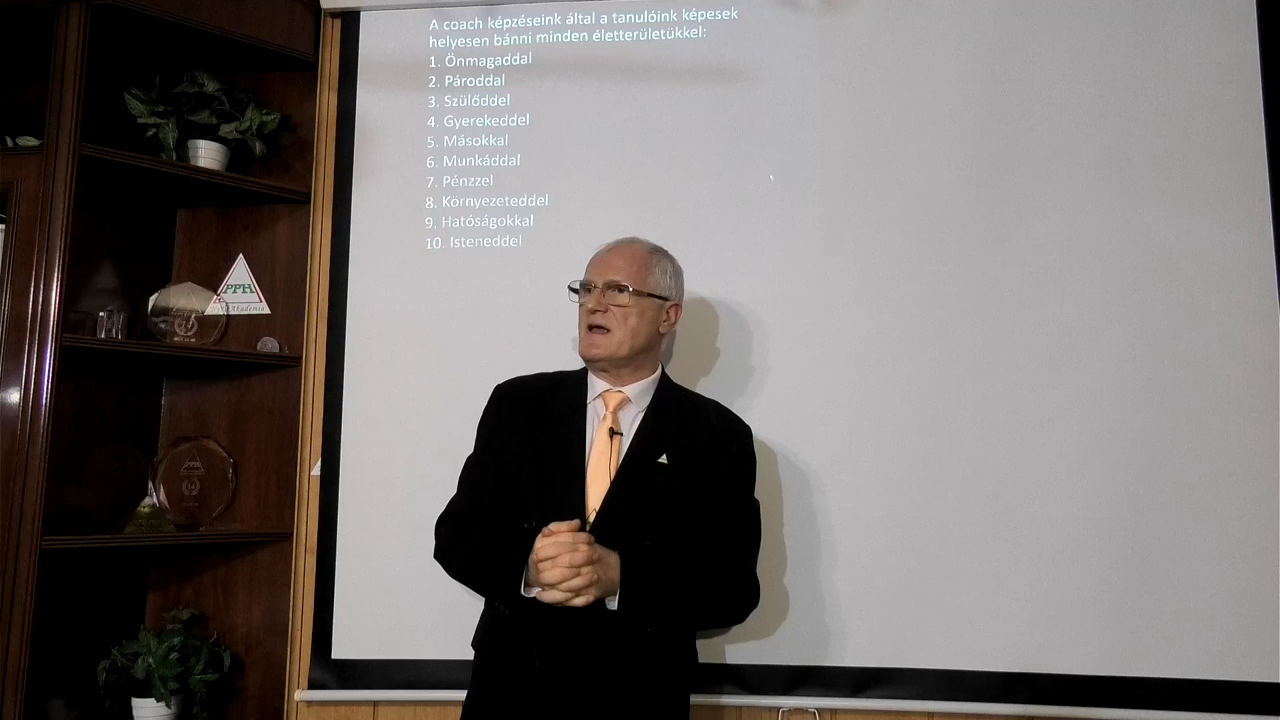 A coach képzéseink által a tanulóink képesek
helyesen bánni minden életterületükkel:
1. Önmagaddal
2. Pároddal
3. Szülőddel
4. Gyerekeddel
5. Másokkal
6. Munkáddal
7. Pénzzel
8. Környezeteddel
9. Hatóságokkal
10. Isteneddel
PPH
Akadémia